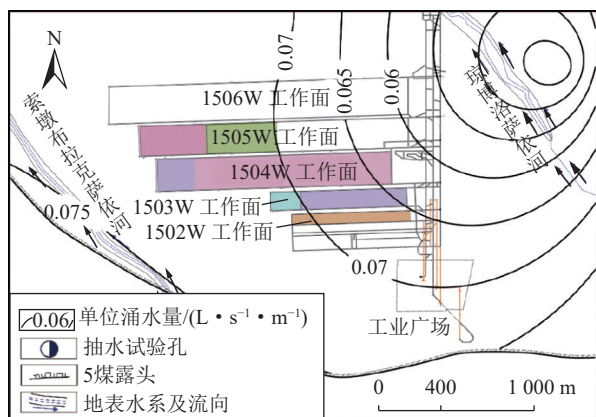 N
0.07
0.065
0.06
琼博洛萨依河
索墩布拉克萨依河
1506W 工作面
1505W 工作面
1504W 工作面
1503W 工作面
1502W 工作面
0.075
0.07
工业广场
0.06 单位涌水量/(L·s⁻¹·m⁻¹)
抽水试验孔
5煤露头
地表水系及流向
0 400 1 000 m